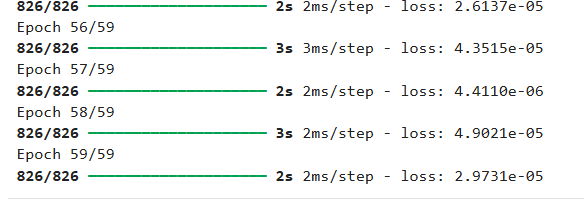 826/826 ━━━━━━━━━━━━━━━━━━━━ 2s 2ms/step - loss: 2.6137e-05
Epoch 56/59
826/826 ━━━━━━━━━━━━━━━━━━━━ 3s 3ms/step - loss: 4.3515e-05
Epoch 57/59
826/826 ━━━━━━━━━━━━━━━━━━━━ 2s 2ms/step - loss: 4.4110e-06
Epoch 58/59
826/826 ━━━━━━━━━━━━━━━━━━━━ 3s 2ms/step - loss: 4.9021e-05
Epoch 59/59
826/826 ━━━━━━━━━━━━━━━━━━━━ 2s 2ms/step - loss: 2.9731e-05